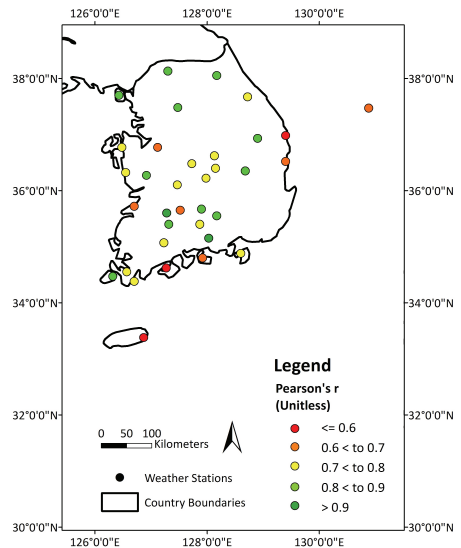 126°0'0"E 128°0'0"E 130°0'0"E
38°0'0"N 38°0'0"N
36°0'0"N 36°0'0"N
34°0'0"N 34°0'0"N
32°0'0"N 32°0'0"N
30°0'0"N 30°0'0"N
Legend
Pearson's r
(Unitless)
<= 0.6
0.6 < to 0.7
0.7 < to 0.8
0.8 < to 0.9
> 0.9
0 50 100
Kilometers
Weather Stations
Country Boundaries
126°0'0"E 128°0'0"E 130°0'0"E